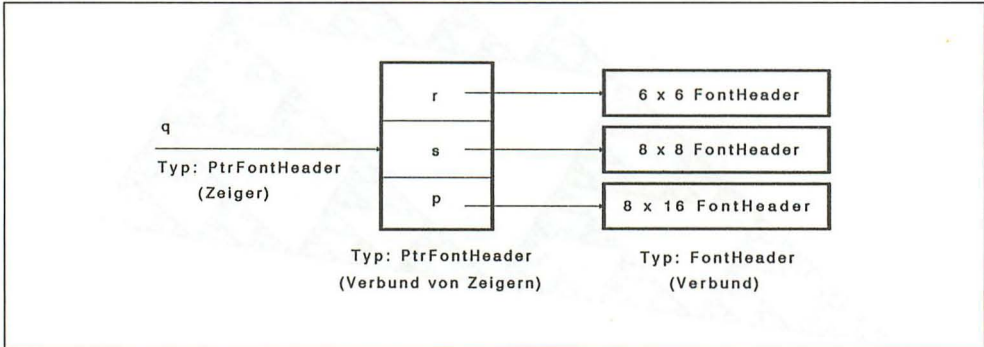 q
Typ: PtrFontHeader
(Zeiger)
r
s
p
Typ: PtrFontHeader
(Verbund von Zeigern)
6 x 6 FontHeader
8 x 8 FontHeader
8 x 16 FontHeader
Typ: FontHeader
(Verbund)